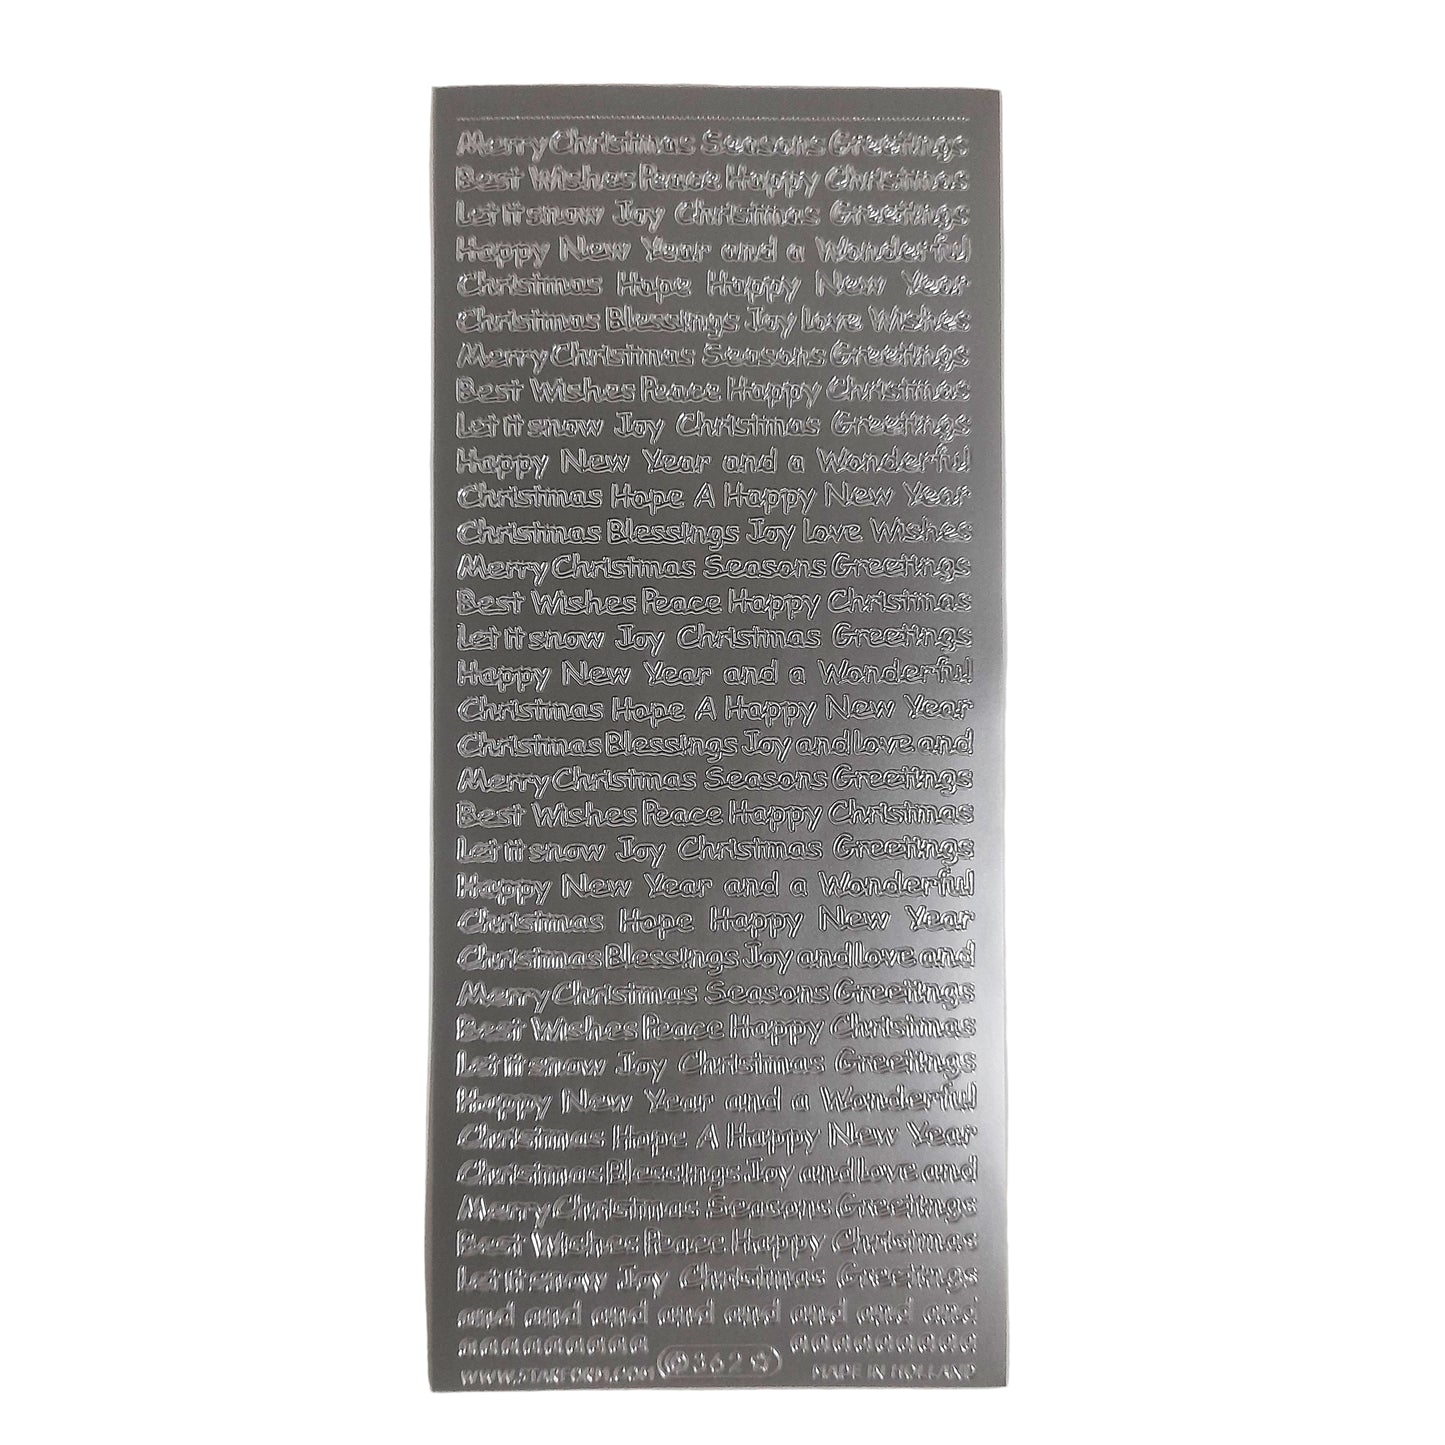 Merry Christmas Seasons Greetings
Best Wishes Peace Happy Christmas
Let it snow Joy Christmas Greetings
Happy New Year and a Wonderful
Christmas Hope Happy New Year
Christmas Blessings Joy Love Wishes
Merry Christmas Seasons Greetings
Best Wishes Peace Happy Christmas
Let it snow Joy Christmas Greetings
Happy New Year and a Wonderful
Christmas Hope A Happy New Year
Christmas Blessings Joy Love Wishes
Merry Christmas Seasons Greetings
Best Wishes Peace Happy Christmas
Let it snow Joy Christmas Greetings
Happy New Year and a Wonderful
Christmas Hope A Happy New Year
Christmas Blessings Joy and love and
Merry Christmas Seasons Greetings
Best Wishes Peace Happy Christmas
Let it snow Joy Christmas Greetings
Happy New Year and a Wonderful
Christmas Hope Happy New Year
Christmas Blessings Joy and love and
Merry Christmas Seasons Greetings
Best Wishes Peace Happy Christmas
Let it snow Joy Christmas Greetings
Happy New Year and a Wonderful
Christmas Hope A Happy New Year
Christmas Blessings Joy and Love and
Merry Christmas Seasons Greetings
Best Wishes Peace Happy Christmas
Let it snow Joy Christmas Greetings
and and and and and and and and
a a a a a a a a a a a a a a a a a a
WWW.STARFORM.COM 362 MADE IN HOLLAND